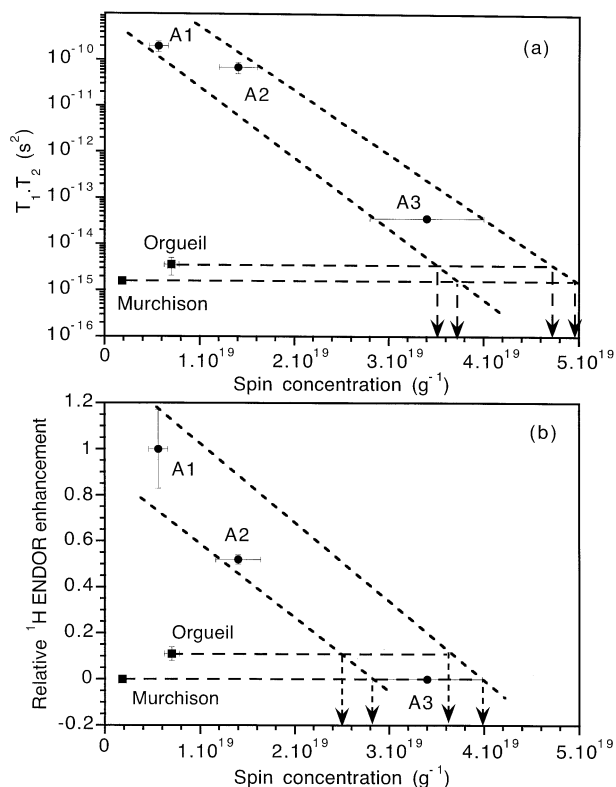 (a)
A1
A2
A3
Orgueil
Murchison
T₁.T₂ (s²)
10⁻¹⁰
10⁻¹¹
10⁻¹²
10⁻¹³
10⁻¹⁴
10⁻¹⁵
10⁻¹⁶
0 1.10¹⁹ 2.10¹⁹ 3.10¹⁹ 4.10¹⁹ 5.10¹⁹
Spin concentration (g⁻¹)
(b)
A1
A2
Orgueil
Murchison
A3
Relative ¹H ENDOR enhancement
1.2
1
0.8
0.6
0.4
0.2
0
-0.2
0 1.10¹⁹ 2.10¹⁹ 3.10¹⁹ 4.10¹⁹ 5.10¹⁹
Spin concentration (g⁻¹)